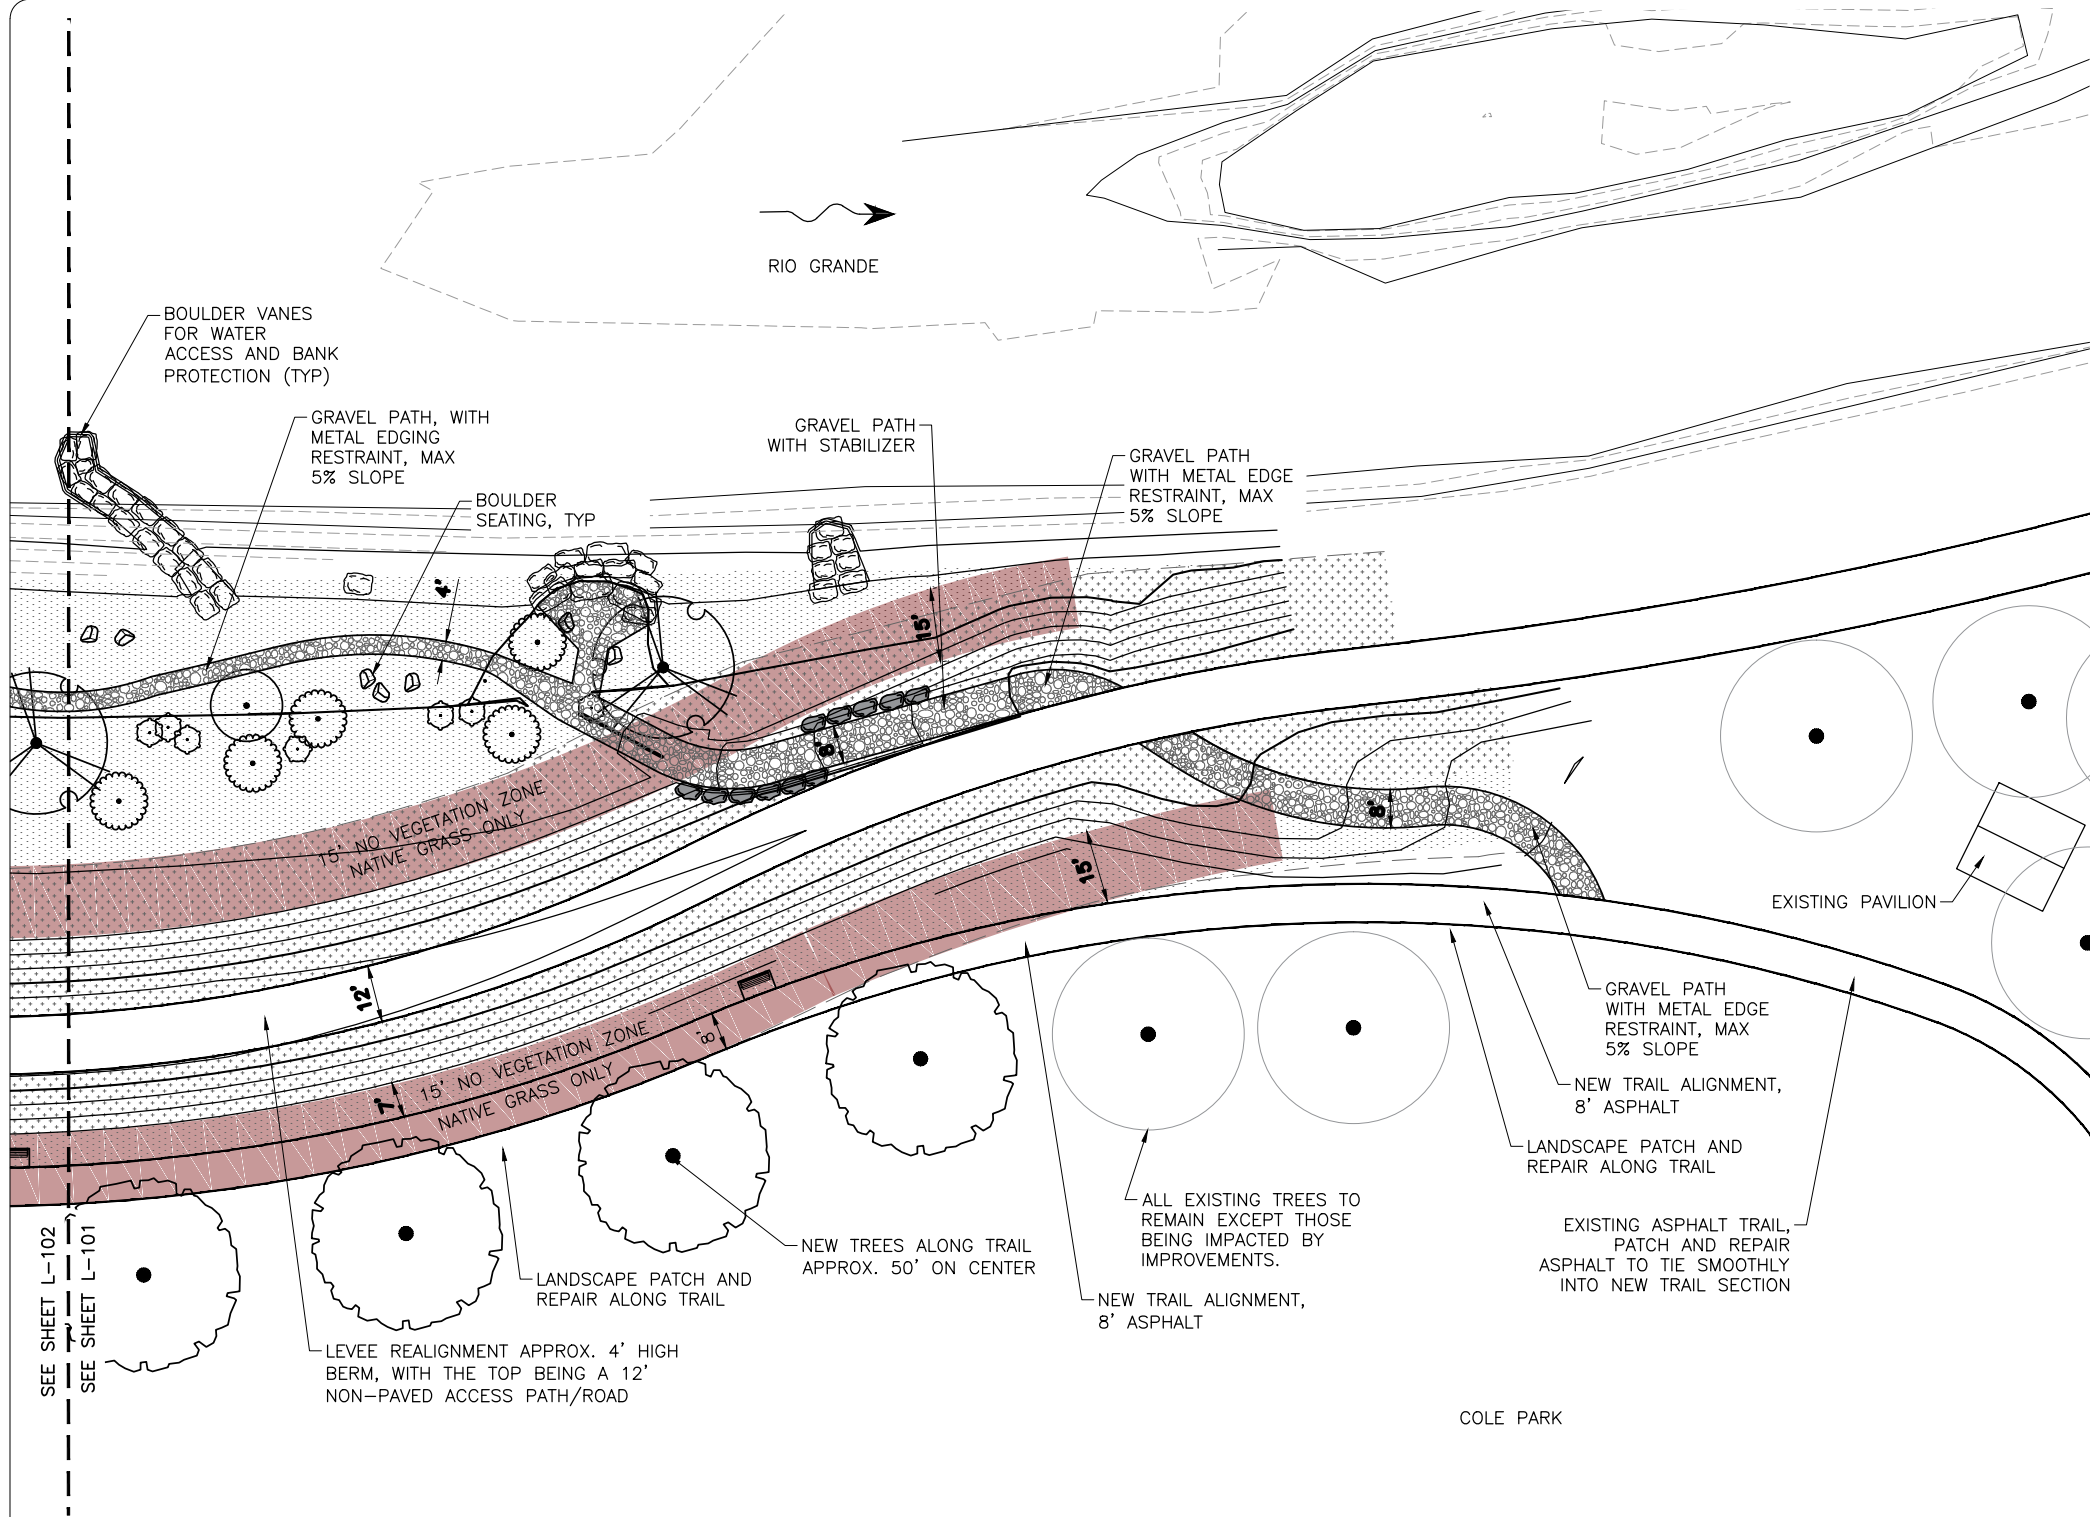 RIO GRANDE
BOULDER VANES
FOR WATER
ACCESS AND BANK
PROTECTION (TYP)
GRAVEL PATH, WITH
METAL EDGING
RESTRAINT, MAX
5% SLOPE
BOULDER
SEATING, TYP
GRAVEL PATH
WITH STABILIZER
GRAVEL PATH
WITH METAL EDGE
RESTRAINT, MAX
5% SLOPE
4'
15'
8'
15' NO VEGETATION ZONE
NATIVE GRASS ONLY
8'
15'
EXISTING PAVILION
12'
8'
7'
15' NO VEGETATION ZONE
NATIVE GRASS ONLY
GRAVEL PATH
WITH METAL EDGE
RESTRAINT, MAX
5% SLOPE
NEW TRAIL ALIGNMENT,
8' ASPHALT
LANDSCAPE PATCH AND
REPAIR ALONG TRAIL
ALL EXISTING TREES TO
REMAIN EXCEPT THOSE
BEING IMPACTED BY
IMPROVEMENTS.
EXISTING ASPHALT TRAIL,
PATCH AND REPAIR
ASPHALT TO TIE SMOOTHLY
INTO NEW TRAIL SECTION
NEW TREES ALONG TRAIL
APPROX. 50' ON CENTER
LANDSCAPE PATCH AND
REPAIR ALONG TRAIL
NEW TRAIL ALIGNMENT,
8' ASPHALT
SEE SHEET L-102
SEE SHEET L-101
LEVEE REALIGNMENT APPROX. 4' HIGH
BERM, WITH THE TOP BEING A 12'
NON-PAVED ACCESS PATH/ROAD
COLE PARK